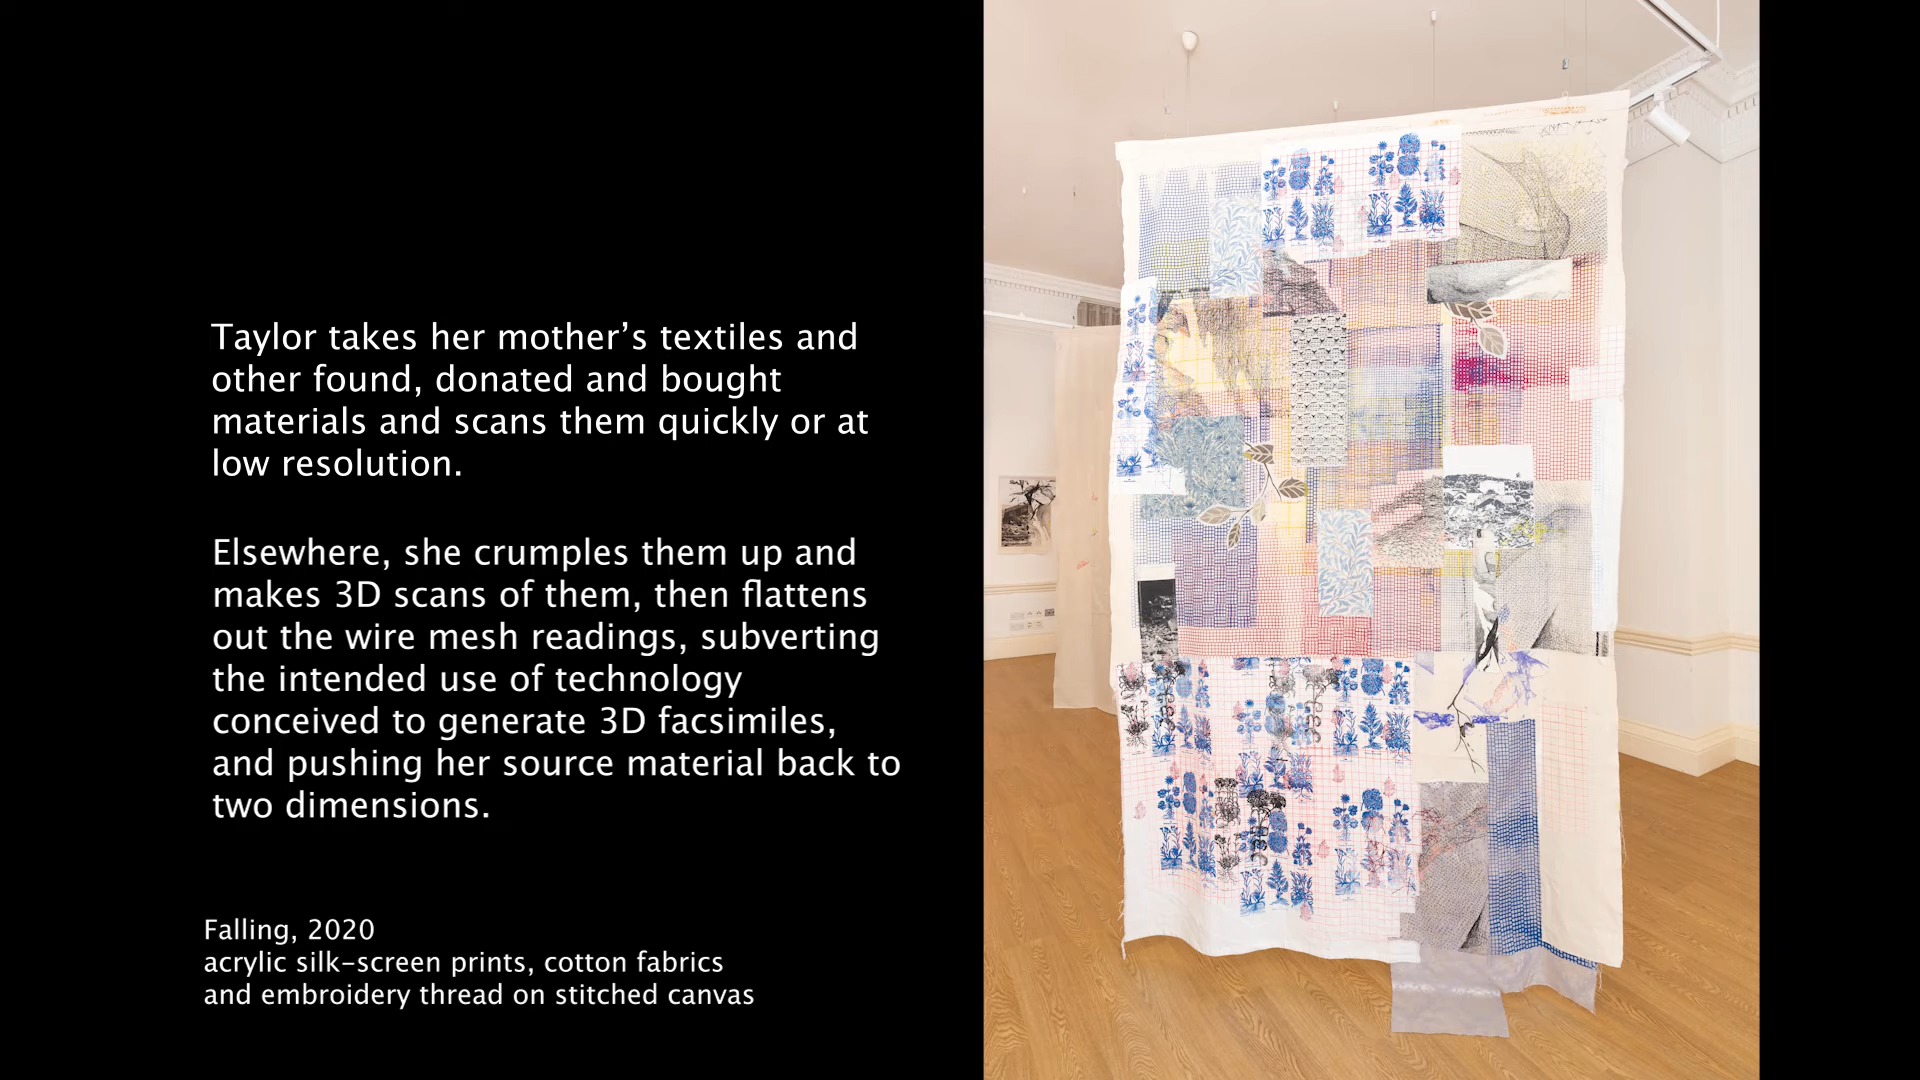 Taylor takes her mother’s textiles and
other found, donated and bought
materials and scans them quickly or at
low resolution.
Elsewhere, she crumples them up and
makes 3D scans of them, then flattens
out the wire mesh readings, subverting
the intended use of technology
conceived to generate 3D facsimiles,
and pushing her source material back to
two dimensions.
Falling, 2020
acrylic silk-screen prints, cotton fabrics
and embroidery thread on stitched canvas